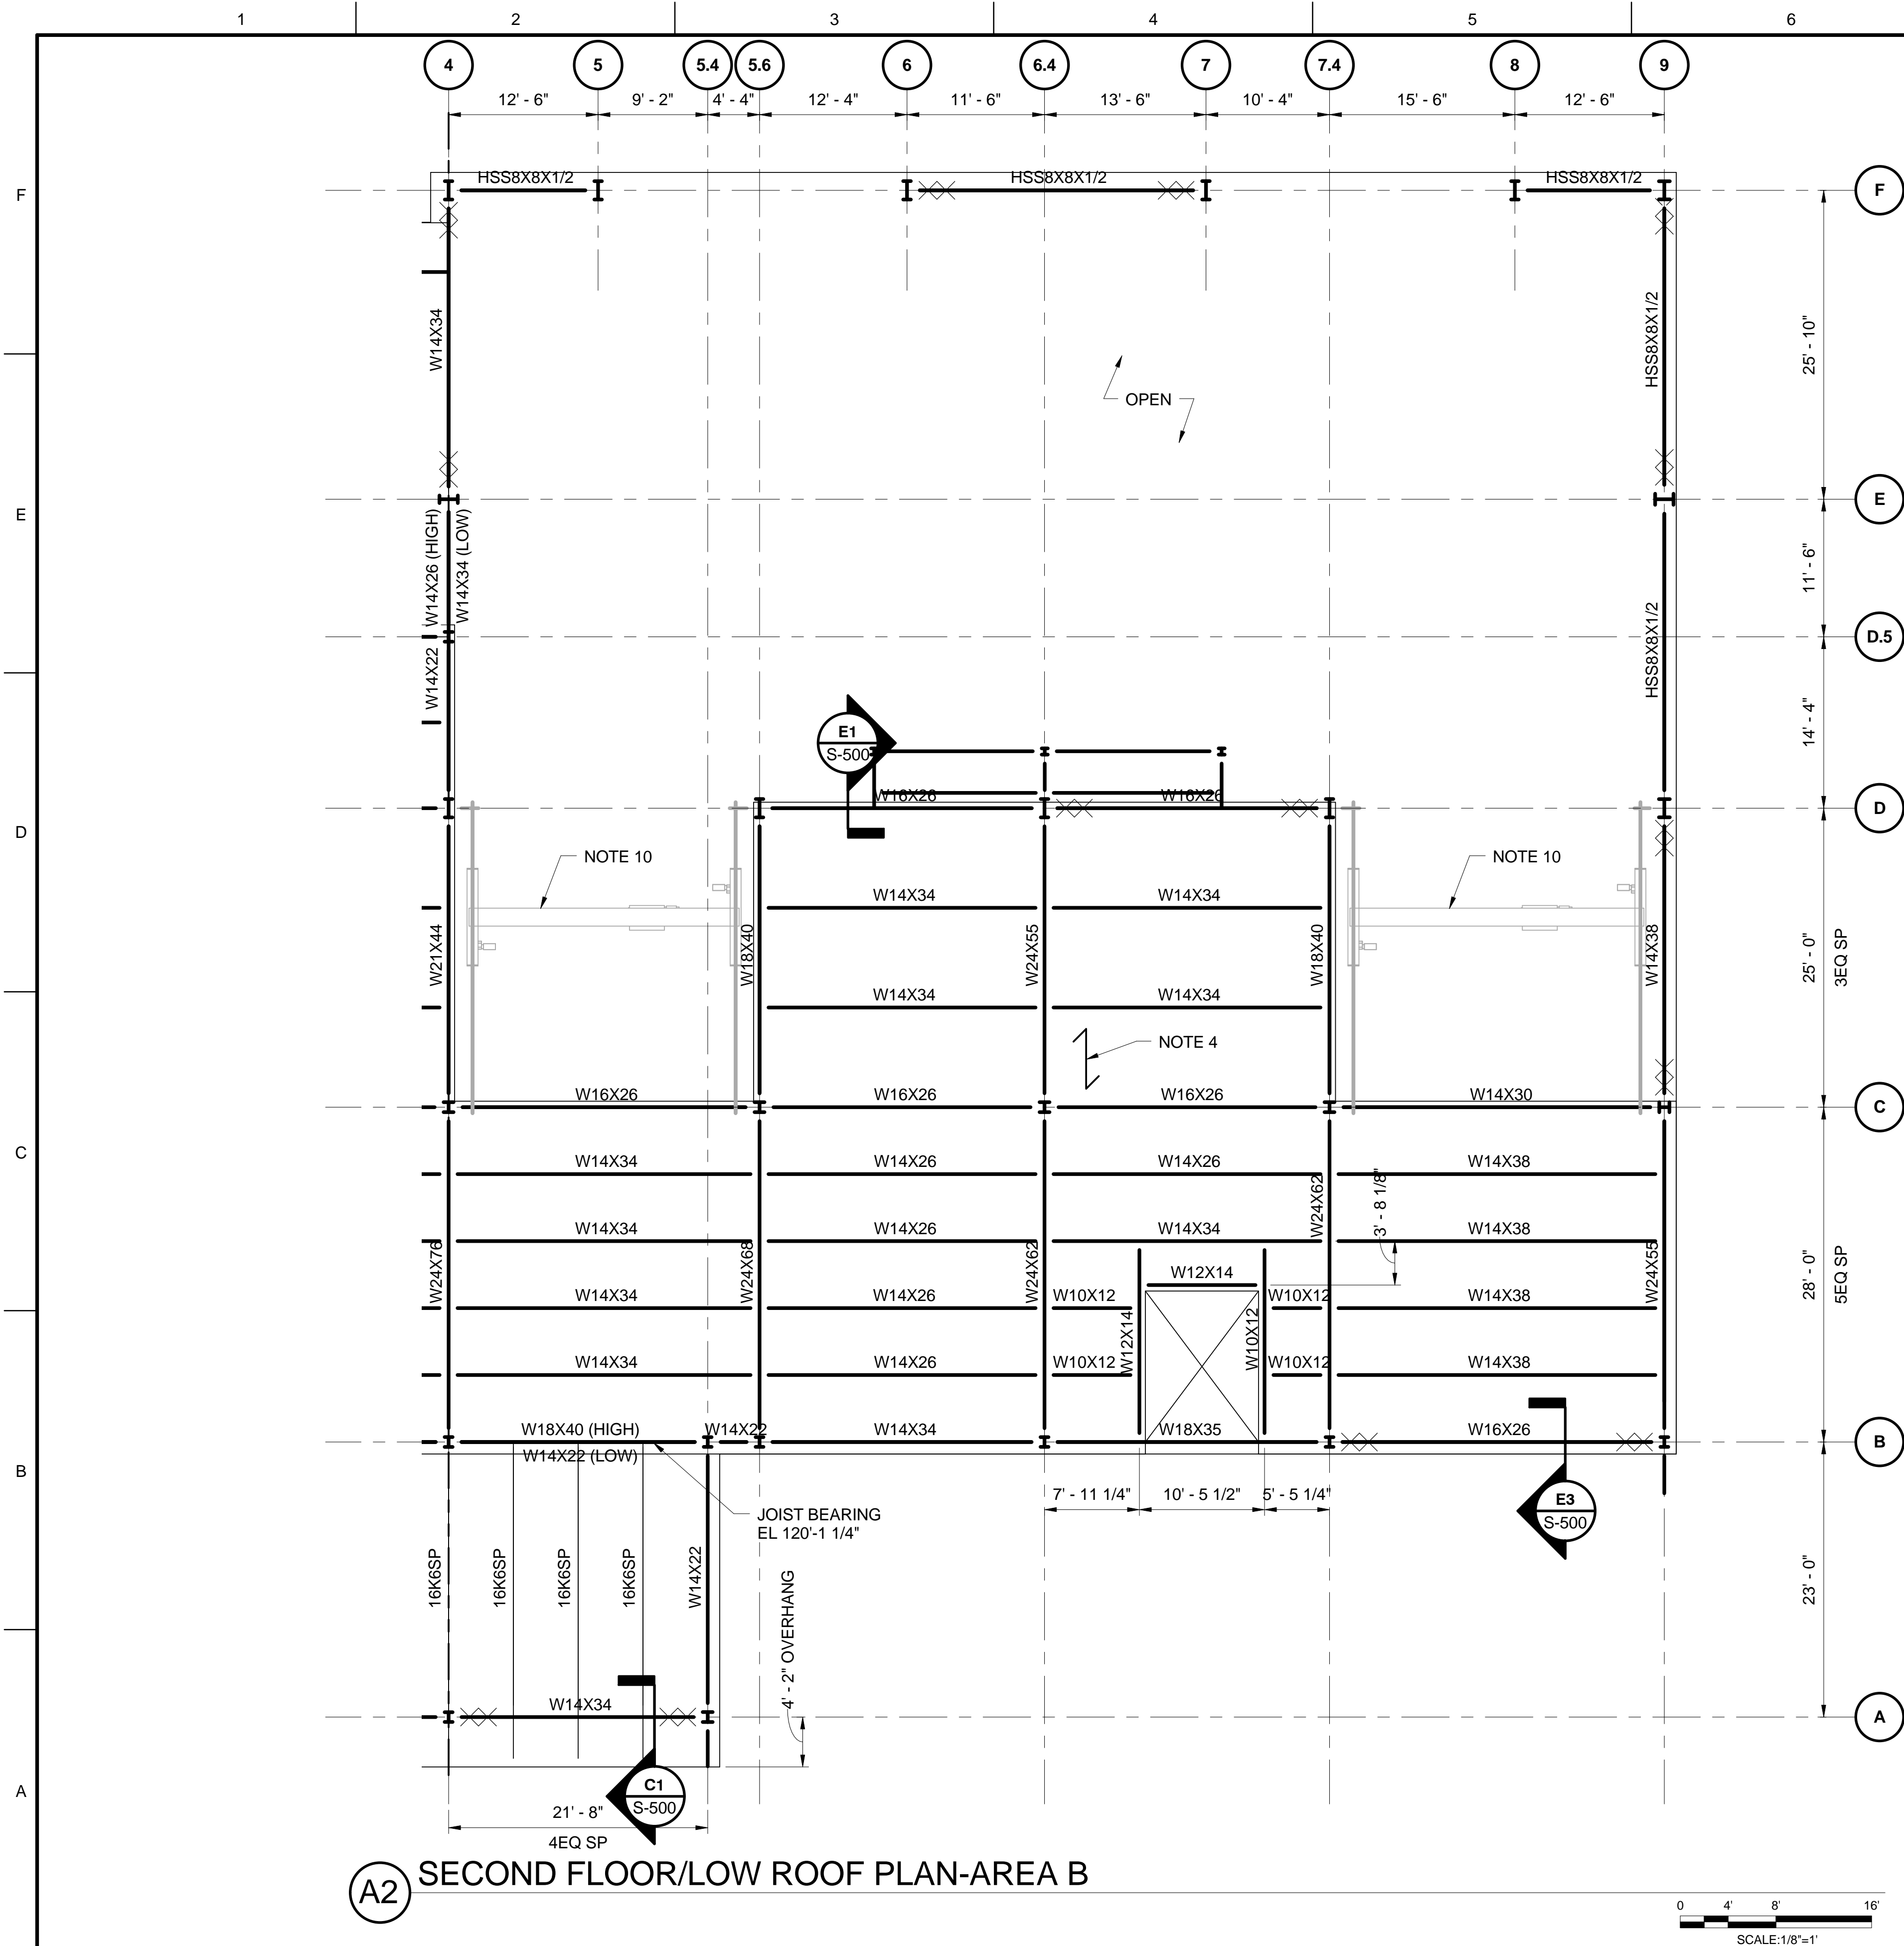 1 2 3 4 5 6
4 5 5.4 5.6 6 6.4 7 7.4 8 9
12' - 6" 9' - 2" 4' - 4" 12' - 4" 11' - 6" 13' - 6" 10' - 4" 15' - 6" 12' - 6"
HSS8X8X1/2 HSS8X8X1/2 HSS8X8X1/2
F F
W14X34
HSS8X8X1/2
25' - 10"
OPEN
E E
W14X26 (HIGH)
W14X34 (LOW)
11' - 6"
D.5
W14X22
HSS8X8X1/2
14' - 4"
E1
S-500
W16X26 W16X26
D D
NOTE 10 NOTE 10
W14X34 W14X34
W21X44 W18X40 W24X55 W18X40 W14X38
25' - 0"
3EQ SP
W14X34 W14X34
NOTE 4
W16X26 W16X26 W16X26 W14X30
C
C
W14X34 W14X26 W14X26 W14X38
W24X62
3' - 8 1/8"
W14X34 W14X26 W14X34 W14X38
W24X76 W24X68 W24X62 W24X55
28' - 0"
5EQ SP
W12X14
W14X34 W14X26 W10X12 W10X12 W14X38
W12X14 W10X12
W14X34 W14X26 W10X12 W10X12 W14X38
W18X40 (HIGH) W14X22 W14X34 W18X35 W16X26
B
W14X22 (LOW)
B
7' - 11 1/4" 10' - 5 1/2" 5' - 5 1/4"
E3
S-500
JOIST BEARING
EL 120'-1 1/4"
16K6SP 16K6SP 16K6SP 16K6SP W14X22
23' - 0"
4' - 2" OVERHANG
W14X34
A
A
C1
S-500
21' - 8"
4EQ SP
A2 SECOND FLOOR/LOW ROOF PLAN-AREA B
0 4' 8' 16'
SCALE:1/8"=1'